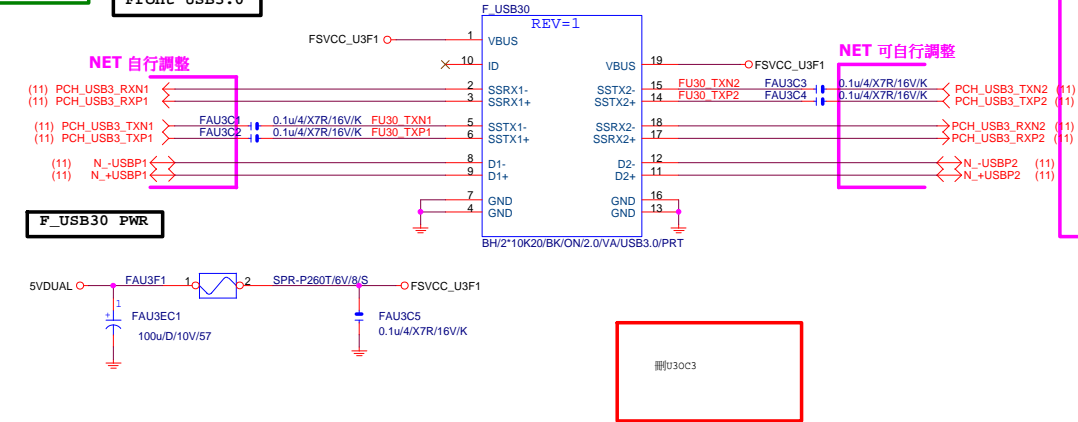 Front USB3.0
F_USB30
REV=1
FSVCC_U3F1
1
VBUS
NET 自行調整
10
ID
VBUS
19
FSVCC_U3F1
NET 可自行調整
(11) PCH_USB3_RXN1
2
SSRX1-
SSTX2-
15
FU30_TXN2
FAU3C3
0.1u/4/X7R/16V/K
PCH_USB3_TXN2 (11)
(11) PCH_USB3_RXP1
3
SSRX1+
SSTX2+
14
FU30_TXP2
FAU3C4
0.1u/4/X7R/16V/K
PCH_USB3_TXP2 (11)
(11) PCH_USB3_TXN1
FAU3C1
0.1u/4/X7R/16V/K
FU30_TXN1
5
SSTX1-
SSRX2-
18
PCH_USB3_RXN2 (11)
(11) PCH_USB3_TXP1
FAU3C2
0.1u/4/X7R/16V/K
FU30_TXP1
6
SSTX1+
SSRX2+
17
PCH_USB3_RXP2 (11)
(11) N_-USBP1
8
D1-
D2-
12
N_-USBP2 (11)
(11) N_+USBP1
9
D1+
D2+
11
N_+USBP2 (11)
7
GND
GND
16
4
GND
GND
13
BH/2*10K20/BK/ON/2.0/VA/USB3.0/PRT
F_USB30 PWR
5VDUAL
FAU3F1
1
2
SPR-P260T/6V/8/S
FSVCC_U3F1
1
+
FAU3EC1
100u/D/10V/57
FAU3C5
0.1u/4/X7R/16V/K
刪U3OC3